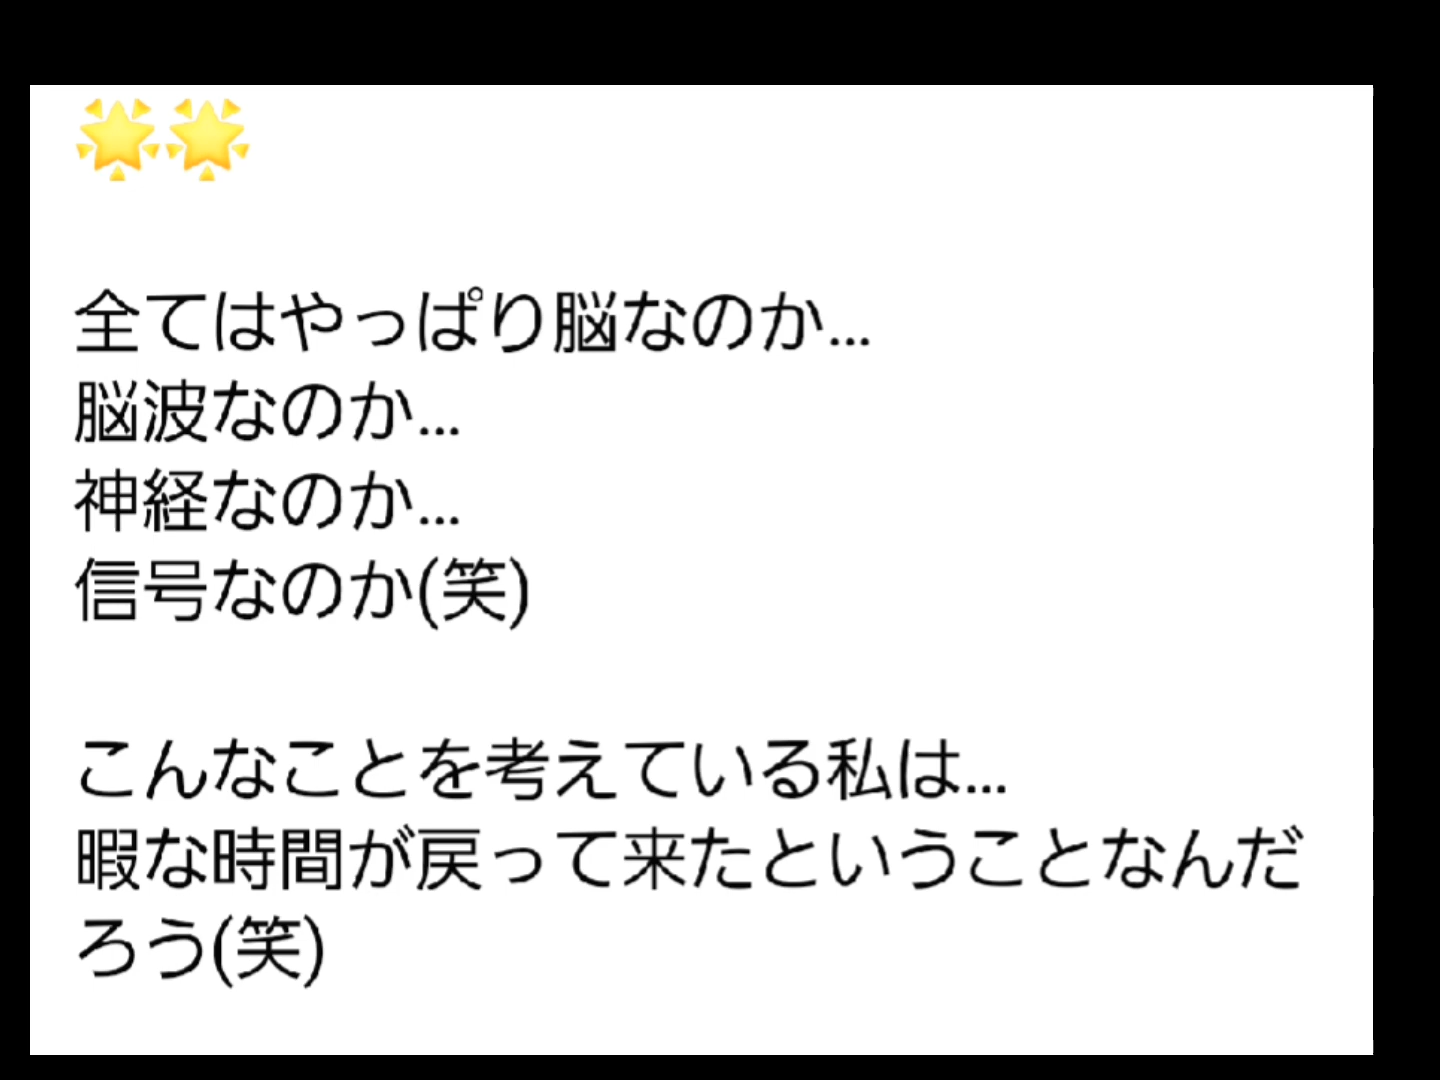 🌟🌟
全てはやっぱり脳なのか...
脳波なのか...
神経なのか...
信号なのか(笑)
こんなことを考えている私は...
暇な時間が戻って来たということなんだ
ろう(笑)